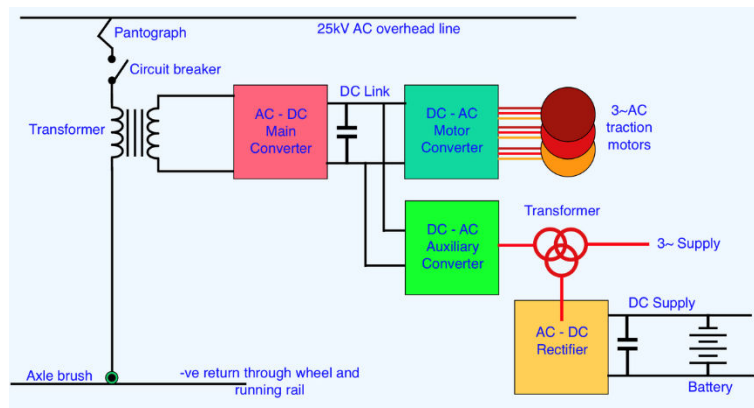 25kV AC overhead line
Pantograph
Circuit breaker
Transformer
AC - DC
Main
Converter
DC Link
DC - AC
Motor
Converter
3~AC
traction
motors
DC - AC
Auxiliary
Converter
Transformer
3~ Supply
AC - DC
Rectifier
DC Supply
Battery
Axle brush
-ve return through wheel and
running rail